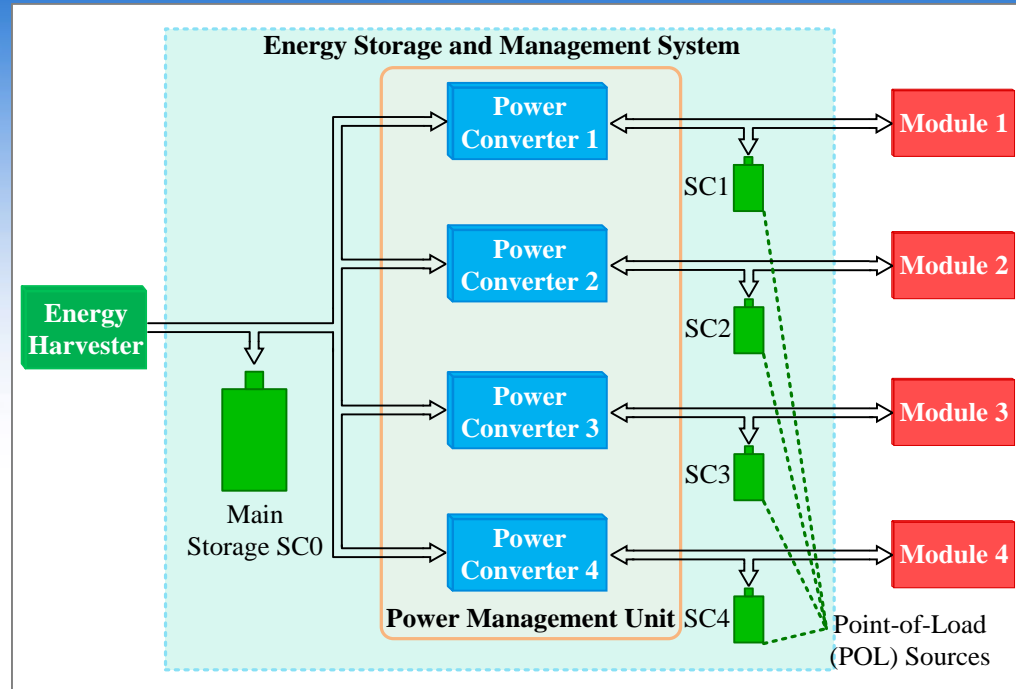 Energy Storage and Management System
Power
Converter 1
Module 1
SC1
Power
Converter 2
Module 2
Energy
Harvester
SC2
Power
Converter 3
Module 3
SC3
Main
Storage SC0
Power
Converter 4
Module 4
Power Management Unit
SC4
Point-of-Load
(POL) Sources